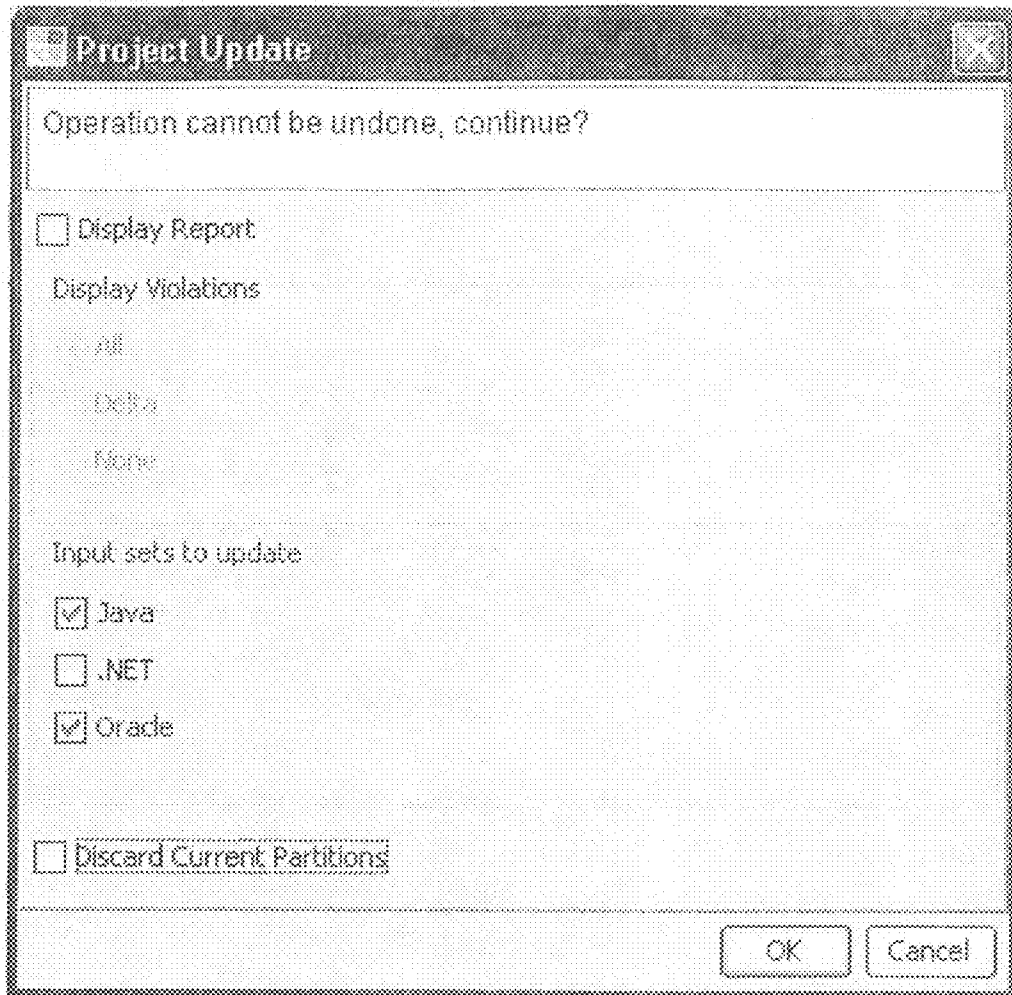 Project Update
Operation cannot be undone, continue?
Display Report
Display Violations
All
Delta
None
Input sets to update
Java
.NET
Oracle
Discard Current Partitions
OK Cancel